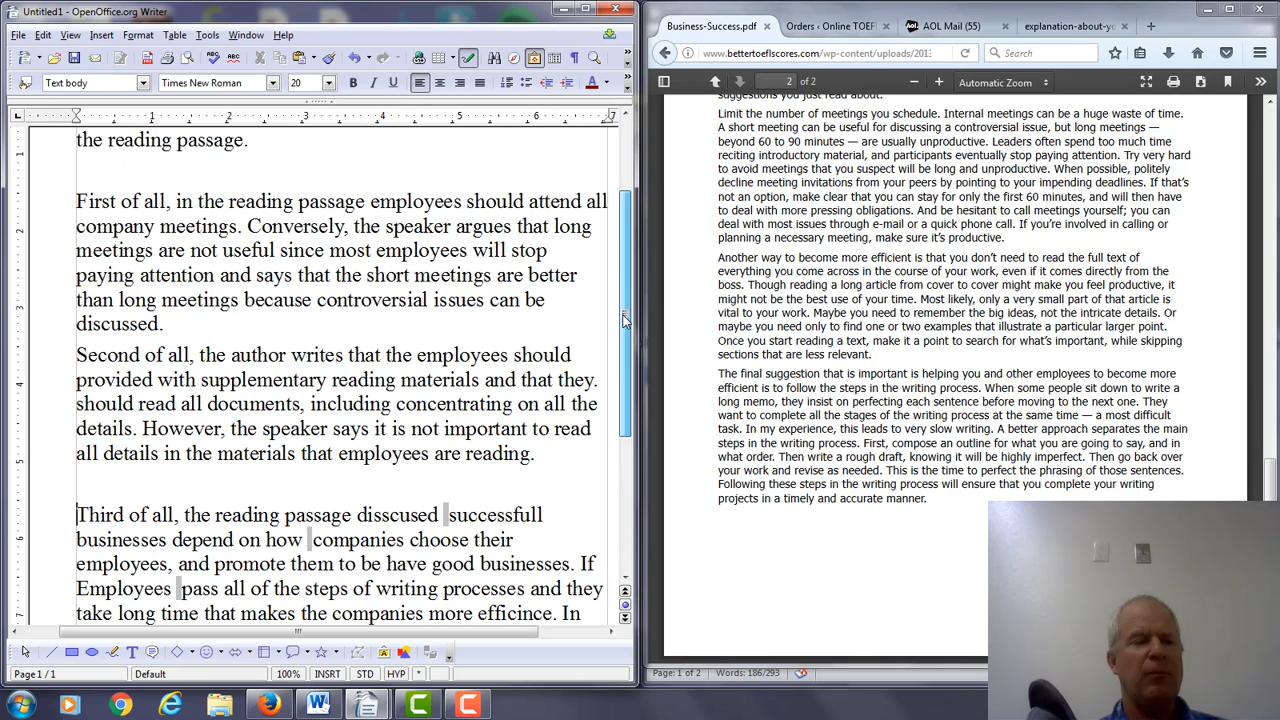 Untitled1 - OpenOffice.org Writer
File Edit View Insert Format Table Tools Window Help
Text body Times New Roman 20
the reading passage.
First of all, in the reading passage employees should attend all
company meetings. Conversely, the speaker argues that long
meetings are not useful since most employees will stop
paying attention and says that the short meetings are better
than long meetings because controversial issues can be
discussed.
Second of all, the author writes that the employees should
provided with supplementary reading materials and that they.
should read all documents, including concentrating on all the
details. However, the speaker says it is not important to read
all details in the materials that employees are reading.
Third of all, the reading passage disscused successfull
businesses depend on how companies choose their
employees, and promote them to be have good businesses. If
Employees pass all of the steps of writing processes and they
take long time that makes the companies more efficince. In
Page 1 / 1 Default 100% INSRT STD HYP *
Business-Success.pdf Orders ‹ Online TOEFL AOL Mail (55) explanation-about-yo
www.bettertoeflscores.com/wp-content/uploads/201 Search
2 of 2 Automatic Zoom
suggestions you just read about.
Limit the number of meetings you schedule. Internal meetings can be a huge waste of time.
A short meeting can be useful for discussing a controversial issue, but long meetings —
beyond 60 to 90 minutes — are usually unproductive. Leaders often spend too much time
reciting introductory material, and participants eventually stop paying attention. Try very hard
to avoid meetings that you suspect will be long and unproductive. When possible, politely
decline meeting invitations from your peers by pointing to your impending deadlines. If that's
not an option, make clear that you can stay for only the first 60 minutes, and will then have
to deal with more pressing obligations. And be hesitant to call meetings yourself; you can
deal with most issues through e-mail or a quick phone call. If you're involved in calling or
planning a necessary meeting, make sure it's productive.
Another way to become more efficient is that you don't need to read the full text of
everything you come across in the course of your work, even if it comes directly from the
boss. Though reading a long article from cover to cover might make you feel productive, it
might not be the best use of your time. Most likely, only a very small part of that article is
vital to your work. Maybe you need to remember the big ideas, not the intricate details. Or
maybe you need only to find one or two examples that illustrate a particular larger point.
Once you start reading a text, make it a point to search for what's important, while skipping
sections that are less relevant.
The final suggestion that is important is helping you and other employees to become more
efficient is to follow the steps in the writing process. When some people sit down to write a
long memo, they insist on perfecting each sentence before moving to the next one. They
want to complete all the stages of the writing process at the same time — a most difficult
task. In my experience, this leads to very slow writing. A better approach separates the main
steps in the writing process. First, compose an outline for what you are going to say, and in
what order. Then write a rough draft, knowing it will be highly imperfect. Then go back over
your work and revise as needed. This is the time to perfect the phrasing of those sentences.
Following these steps in the writing process will ensure that you complete your writing
projects in a timely and accurate manner.
Page: 1 of 2 Words: 186/293